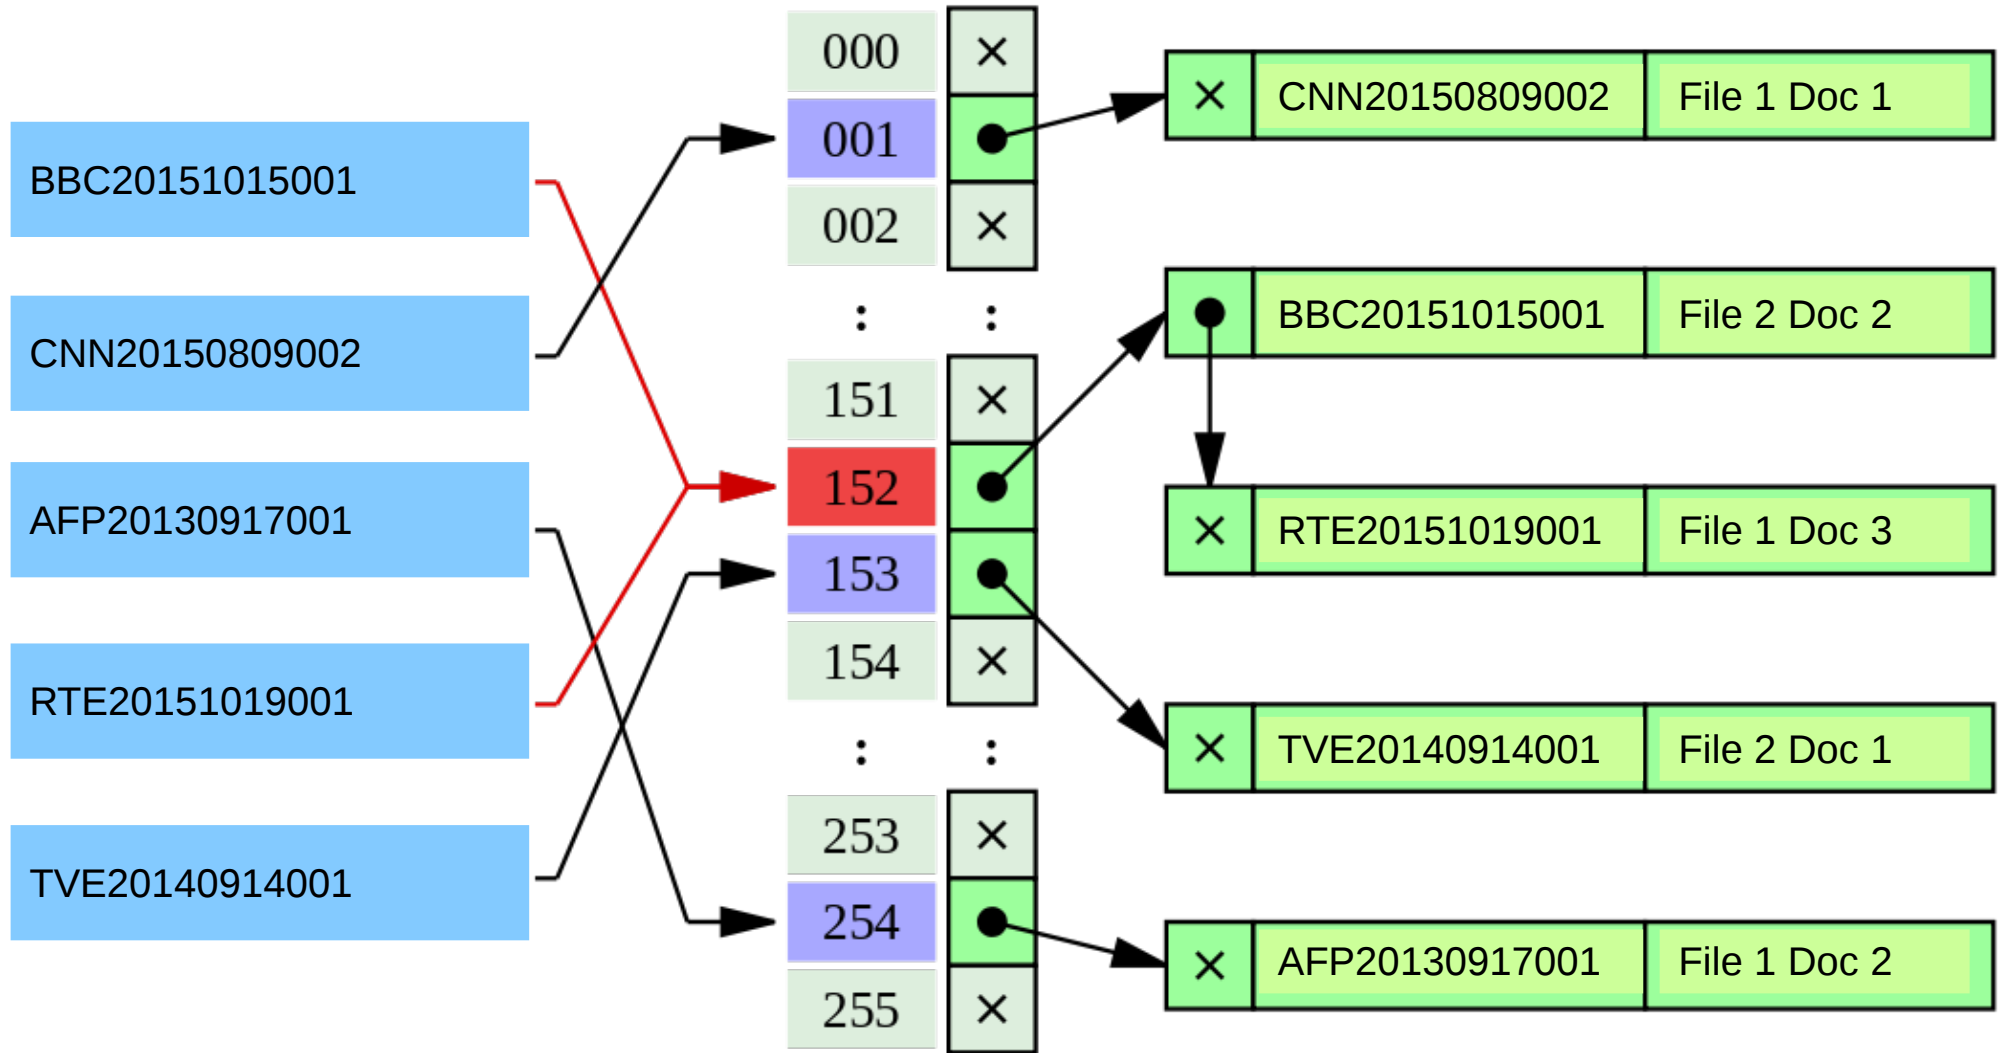 BBC20151015001
CNN20150809002
AFP20130917001
RTE20151019001
TVE20140914001
000 ×
001
002 ×
: :
151 ×
152
153
154 ×
: :
253 ×
254
255 ×
× CNN20150809002 File 1 Doc 1
BBC20151015001 File 2 Doc 2
× RTE20151019001 File 1 Doc 3
× TVE20140914001 File 2 Doc 1
× AFP20130917001 File 1 Doc 2